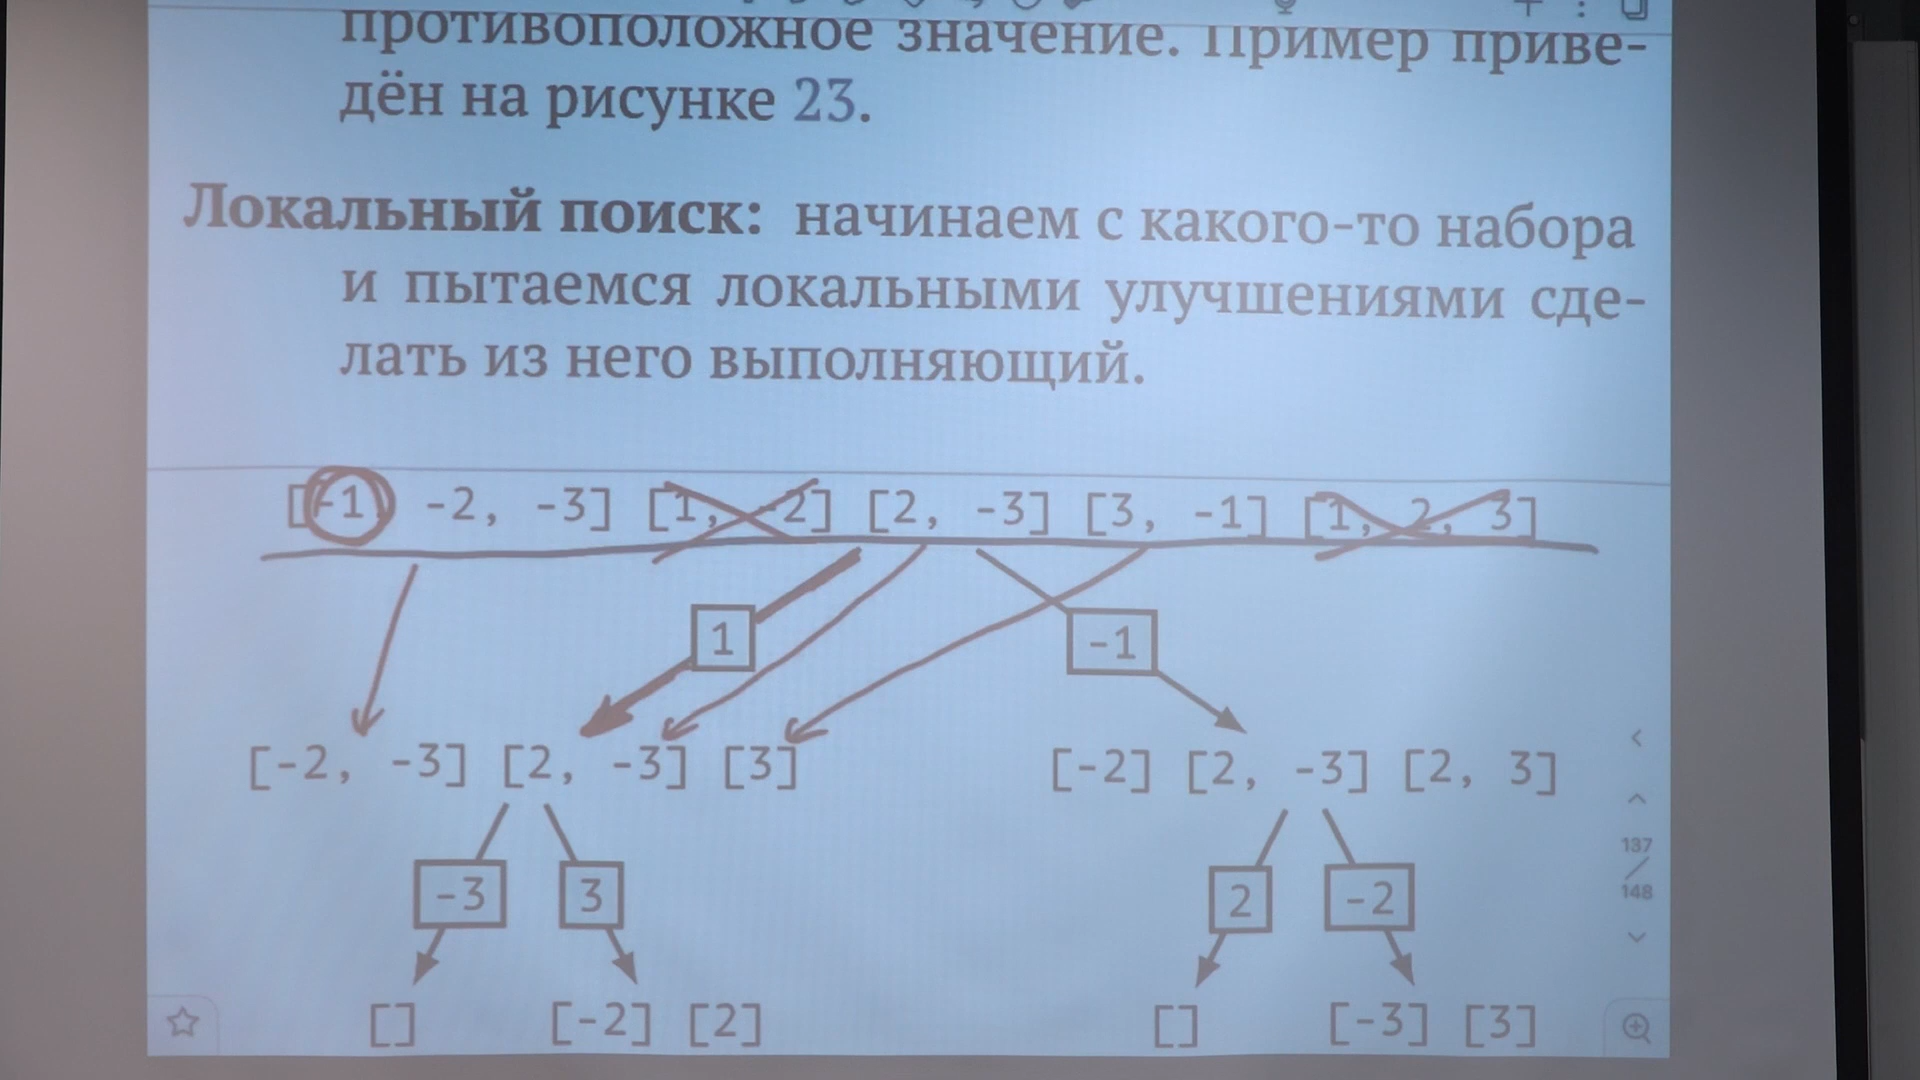 противоположное значение. Пример приве-
дён на рисунке 23.
Локальный поиск: начинаем с какого-то набора
и пытаемся локальными улучшениями сде-
лать из него выполняющий.
[-1, -2, -3] [1, -2] [2, -3] [3, -1] [1, 2, 3]
1 -1
[-2, -3] [2, -3] [3] [-2] [2, -3] [2, 3]
-3 3 2 -2
[] [-2] [2] [] [-3] [3]
137
148